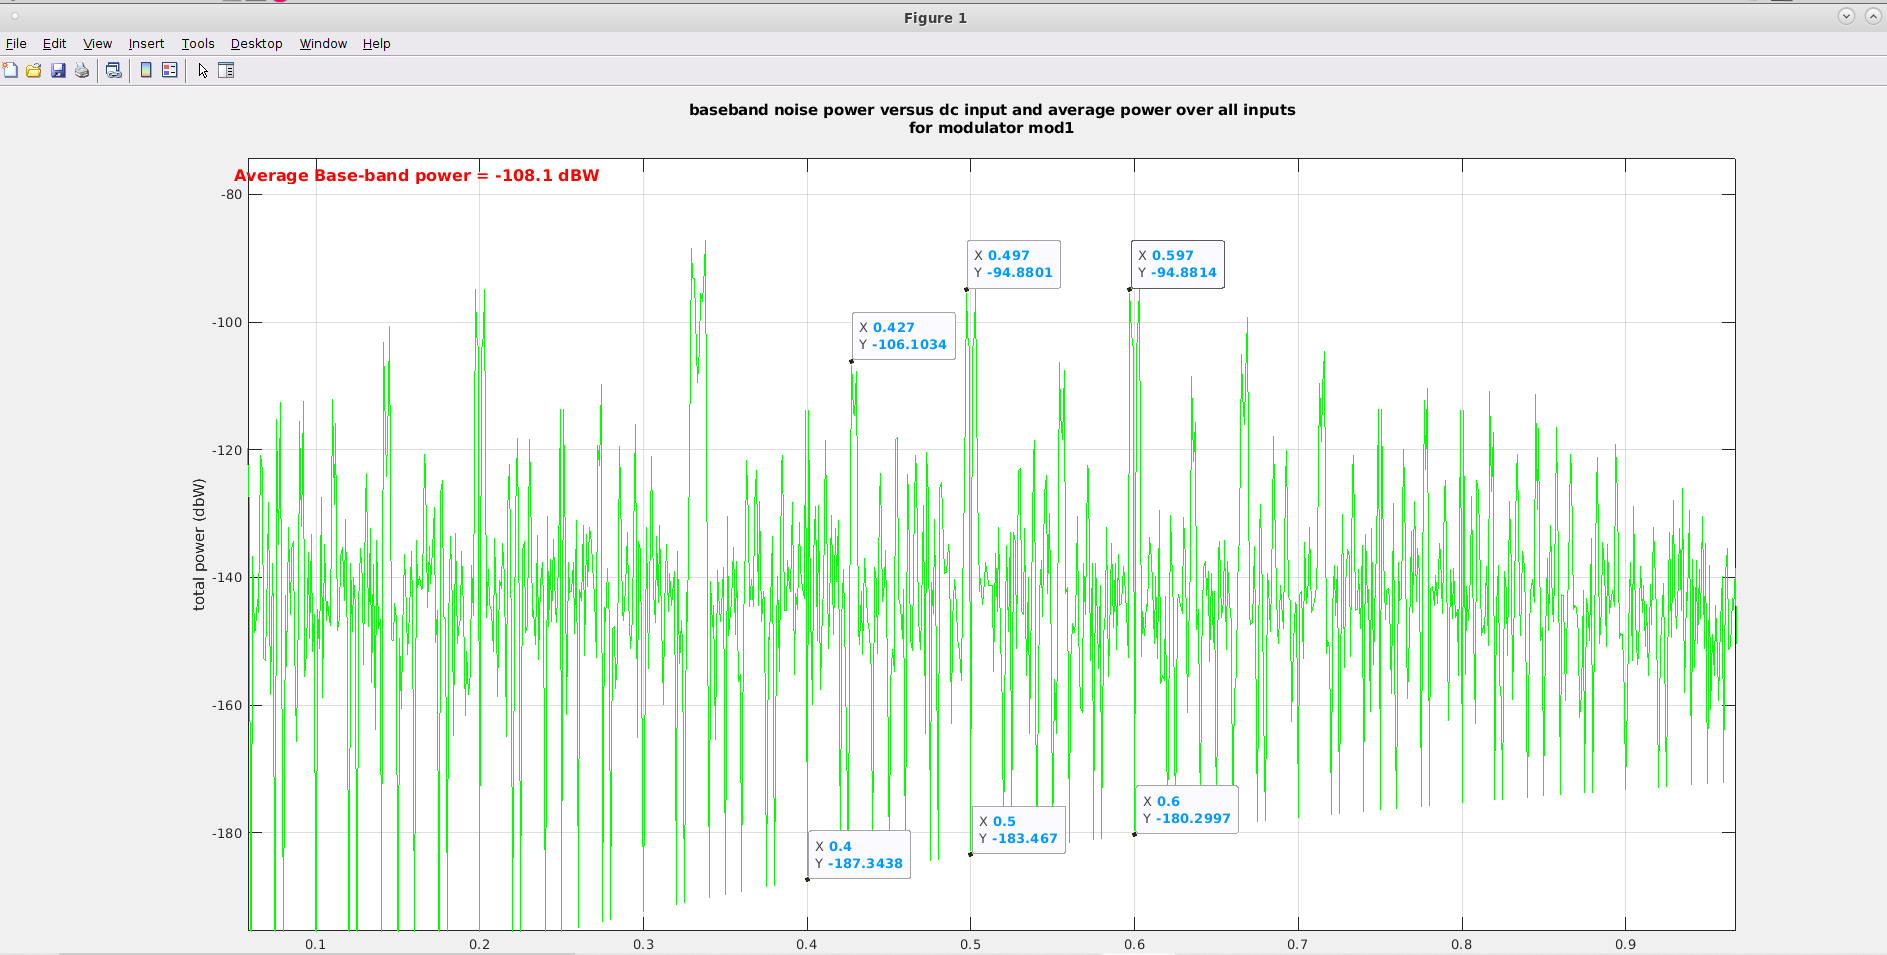 Figure 1
File Edit View Insert Tools Desktop Window Help
baseband noise power versus dc input and average power over all inputs
for modulator mod1
Average Base-band power = -108.1 dBW
-80
-100
-120
-140
-160
-180
total power (dbW)
X 0.497
Y -94.8801
X 0.597
Y -94.8814
X 0.427
Y -106.1034
X 0.6
Y -180.2997
X 0.5
Y -183.467
X 0.4
Y -187.3438
0.1 0.2 0.3 0.4 0.5 0.6 0.7 0.8 0.9